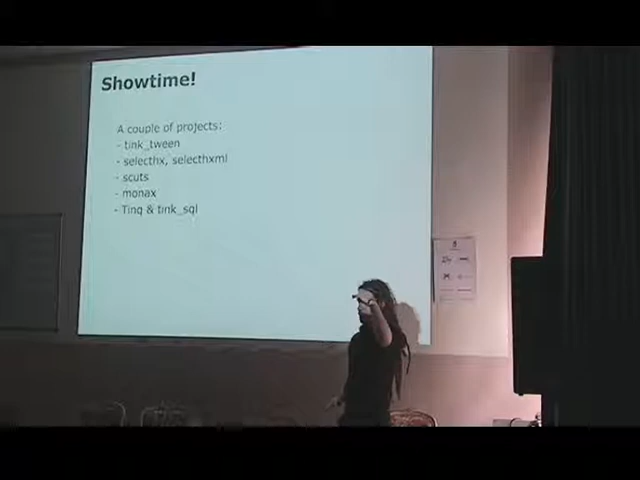 Showtime!
A couple of projects:
- tink_tween
- selecthx, selecthxml
- scuts
- monax
- Tinq & tink_sql